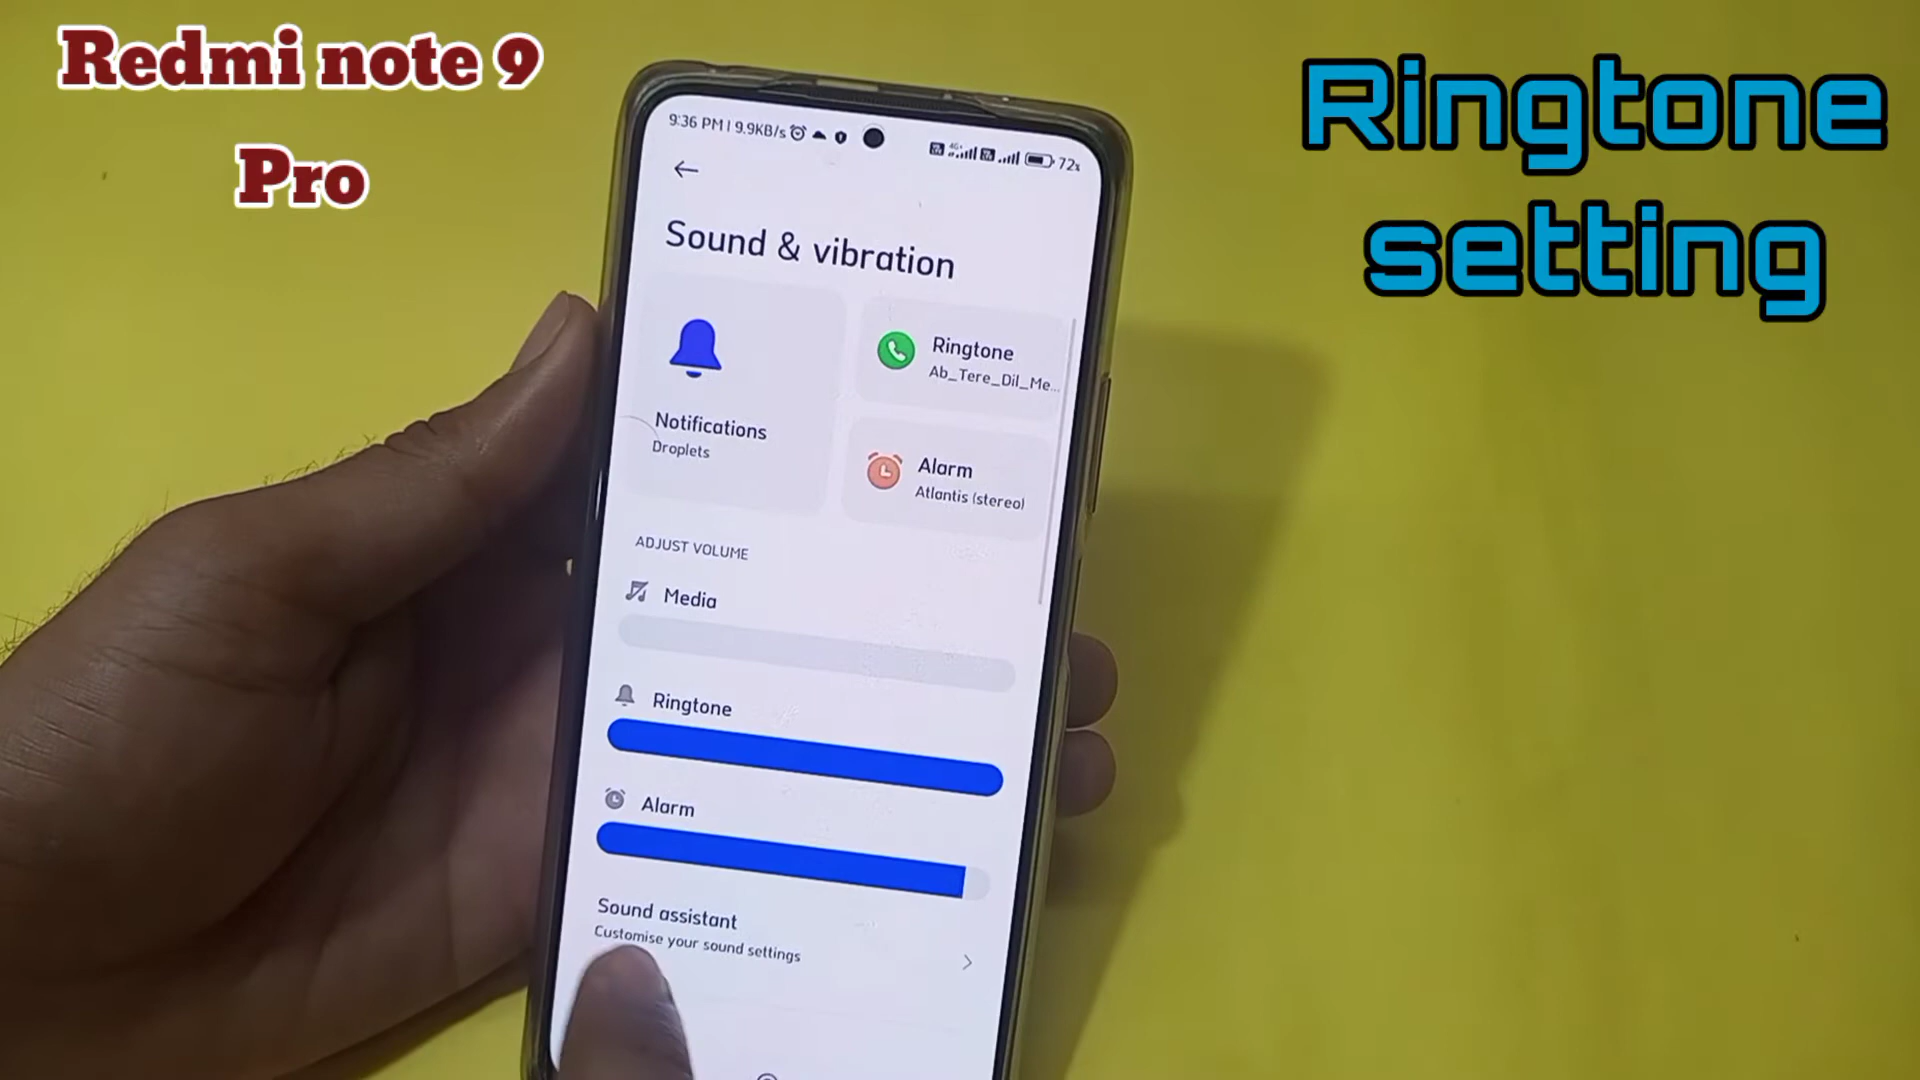 Redmi note 9
Pro
Ringtone
setting
9:36 PM | 9.9KB/s
4G+
72%
Sound & vibration
Notifications
Droplets
Ringtone
Ab_Tere_Dil_Me...
Alarm
Atlantis (stereo)
ADJUST VOLUME
Media
Ringtone
Alarm
Sound assistant
Customise your sound settings